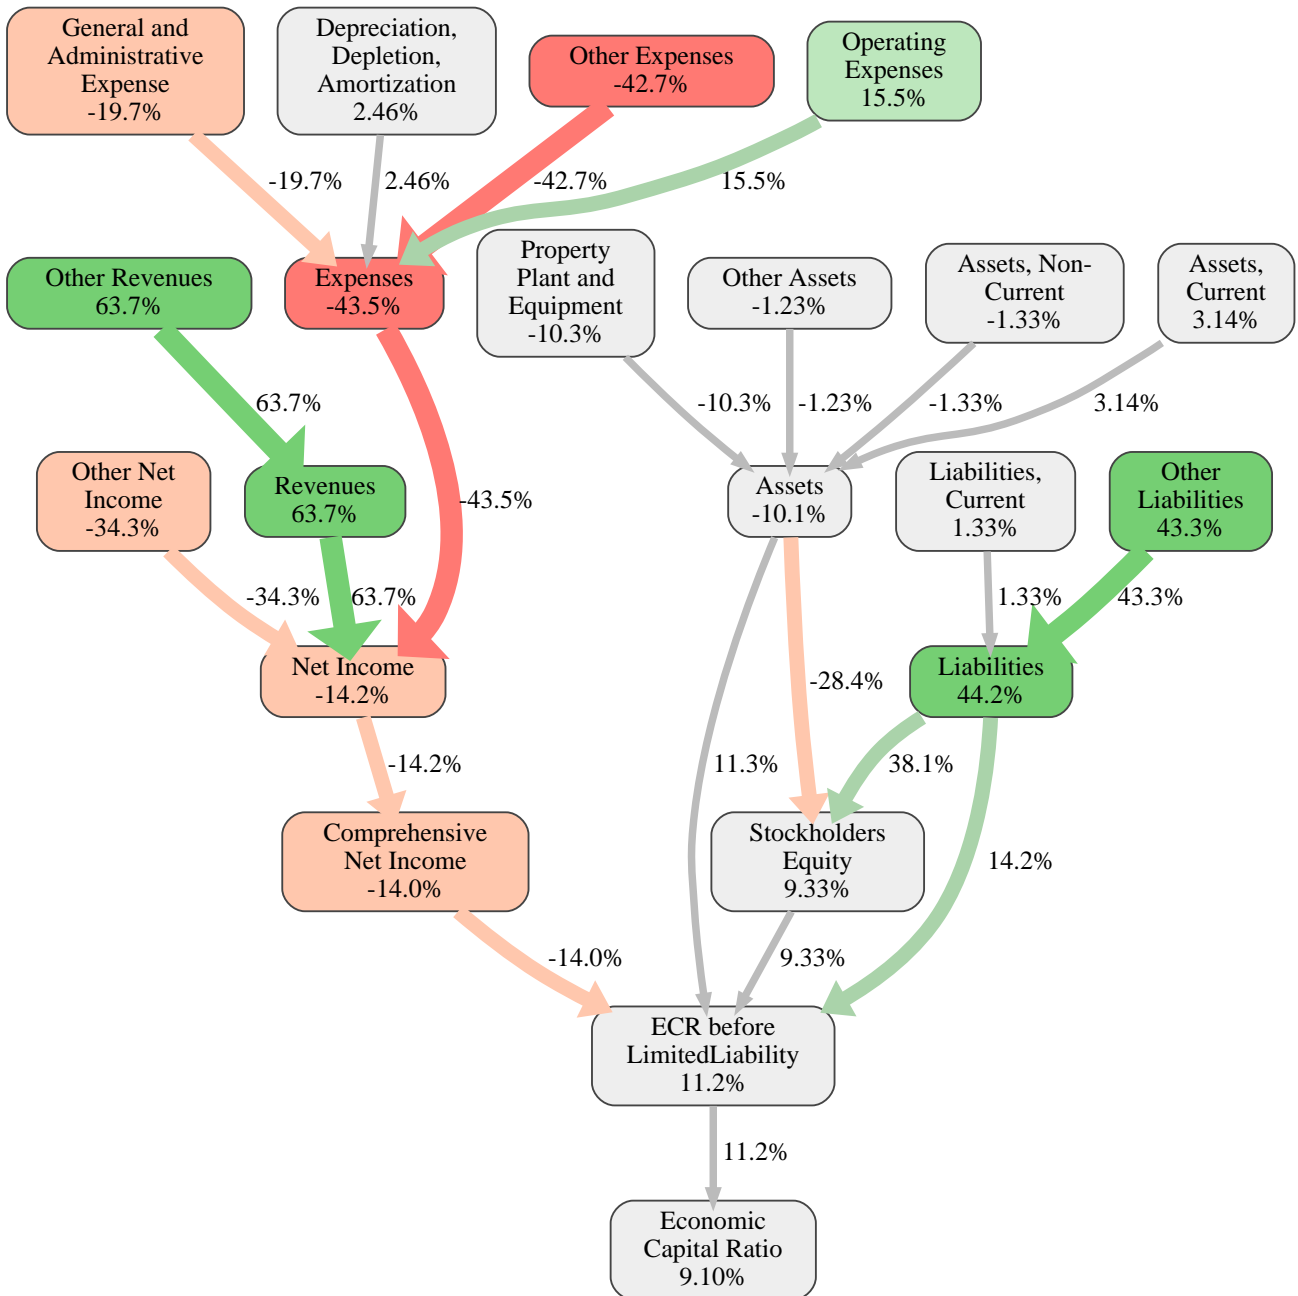 General and
Administrative
Expense
-19.7%
Depreciation,
Depletion,
Amortization
2.46%
Other Expenses
-42.7%
Operating
Expenses
15.5%
-19.7%
2.46%
-42.7%
15.5%
Other Revenues
63.7%
Expenses
-43.5%
Property
Plant and
Equipment
-10.3%
Other Assets
-1.23%
Assets, Non-
Current
-1.33%
Assets,
Current
3.14%
63.7%
-10.3%
-1.23%
-1.33%
3.14%
Other Net
Income
-34.3%
Revenues
63.7%
-43.5%
Assets
-10.1%
Liabilities,
Current
1.33%
Other
Liabilities
43.3%
-34.3%
63.7%
1.33%
43.3%
Net Income
-14.2%
-28.4%
Liabilities
44.2%
-14.2%
11.3%
38.1%
Comprehensive
Net Income
-14.0%
Stockholders
Equity
9.33%
14.2%
-14.0%
9.33%
ECR before
LimitedLiability
11.2%
11.2%
Economic
Capital Ratio
9.10%